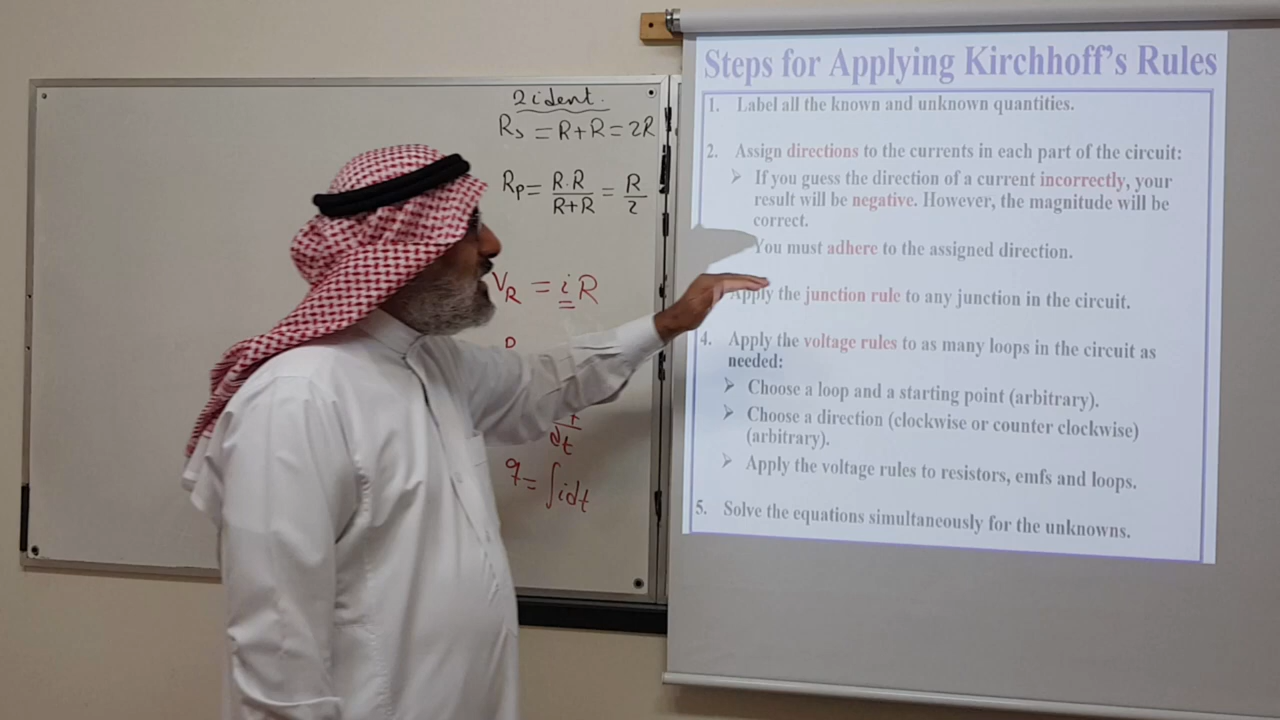 2 ident.
Rs = R+R = 2R
Rp = R.R/R+R = R/2
VR = i R
dt
q = ∫idt
Steps for Applying Kirchhoff's Rules
1. Label all the known and unknown quantities.
2. Assign directions to the currents in each part of the circuit:
➢ If you guess the direction of a current incorrectly, your
result will be negative. However, the magnitude will be
correct.
You must adhere to the assigned direction.
Apply the junction rule to any junction in the circuit.
4. Apply the voltage rules to as many loops in the circuit as
needed:
➢ Choose a loop and a starting point (arbitrary).
➢ Choose a direction (clockwise or counter clockwise)
(arbitrary).
➢ Apply the voltage rules to resistors, emfs and loops.
5. Solve the equations simultaneously for the unknowns.